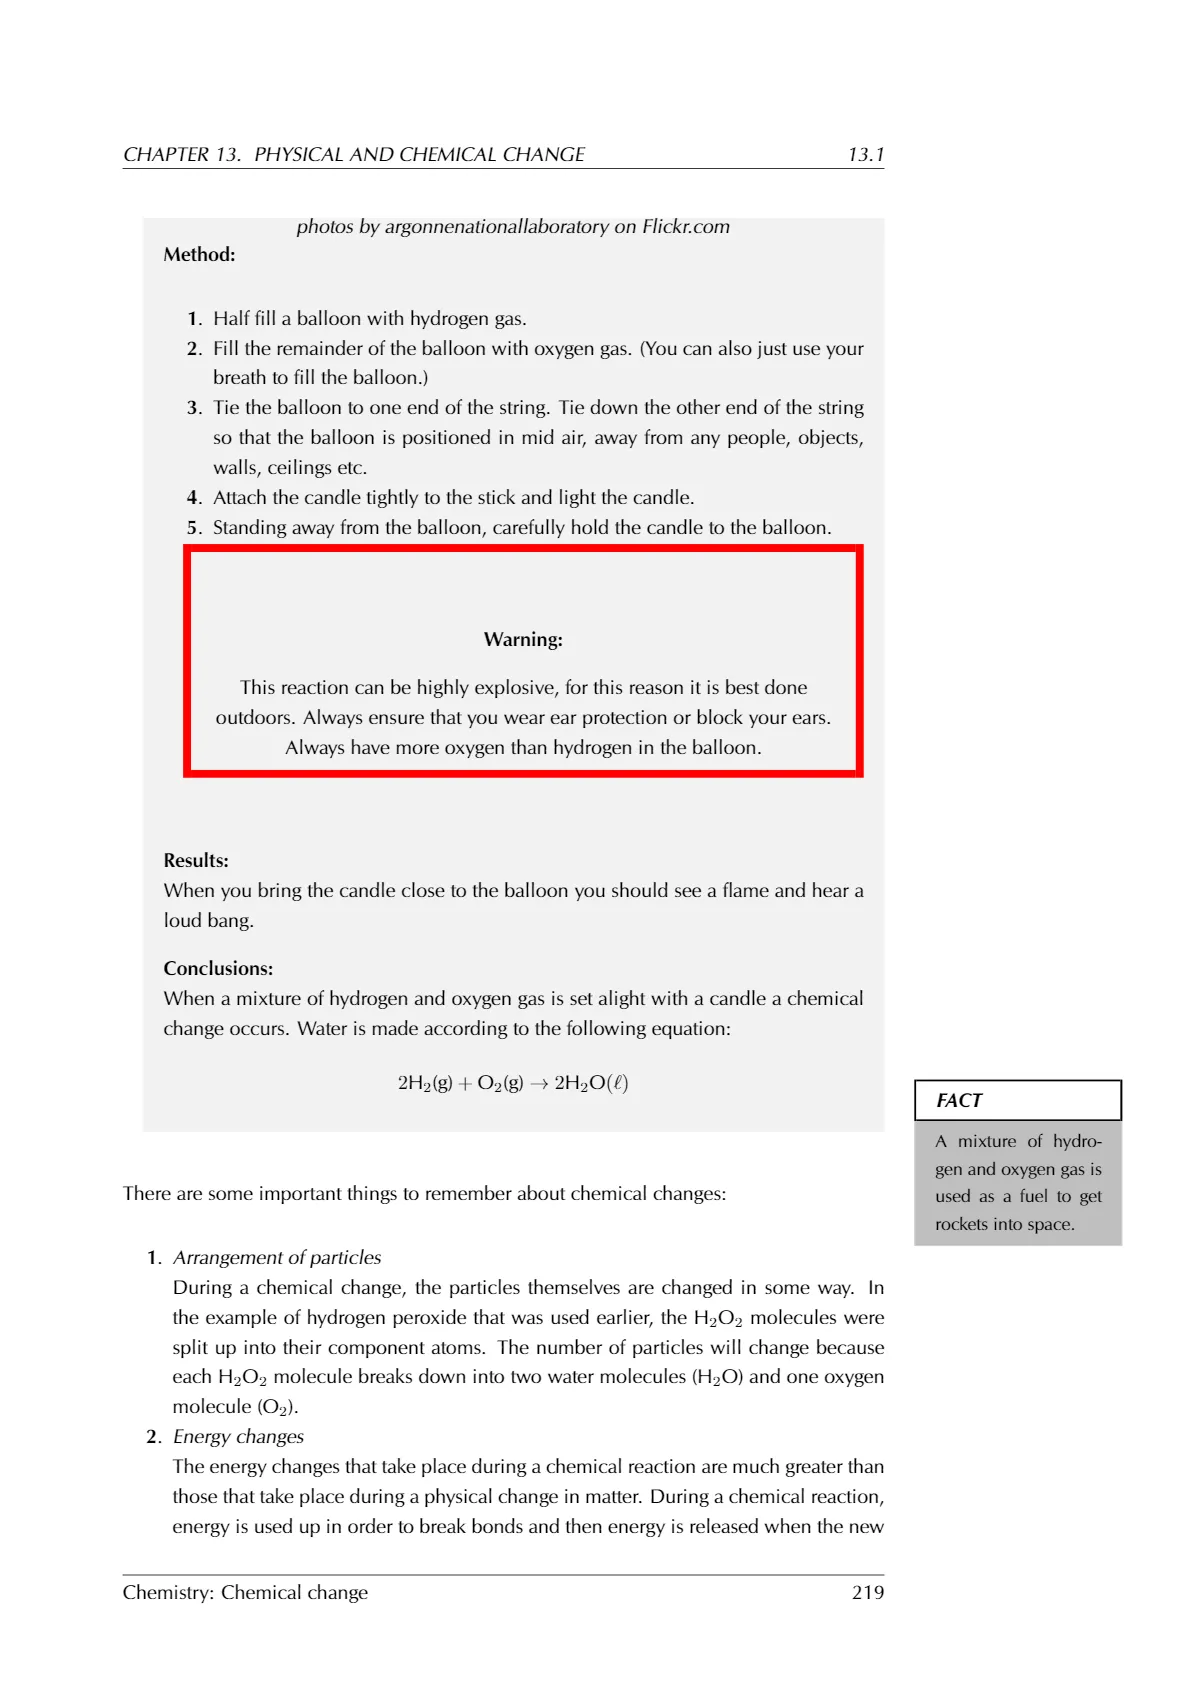 CHAPTER 13. PHYSICAL AND CHEMICAL CHANGE 13.1
photos by argonnenationallaboratory on Flickr.com
Method:
1. Half fill a balloon with hydrogen gas.
2. Fill the remainder of the balloon with oxygen gas. (You can also just use your
breath to fill the balloon.)
3. Tie the balloon to one end of the string. Tie down the other end of the string
so that the balloon is positioned in mid air, away from any people, objects,
walls, ceilings etc.
4. Attach the candle tightly to the stick and light the candle.
5. Standing away from the balloon, carefully hold the candle to the balloon.
Warning:
This reaction can be highly explosive, for this reason it is best done
outdoors. Always ensure that you wear ear protection or block your ears.
Always have more oxygen than hydrogen in the balloon.
Results:
When you bring the candle close to the balloon you should see a flame and hear a
loud bang.
Conclusions:
When a mixture of hydrogen and oxygen gas is set alight with a candle a chemical
change occurs. Water is made according to the following equation:
2H₂(g) + O₂(g) → 2H₂O(ℓ)
FACT
A mixture of hydro-
gen and oxygen gas is
used as a fuel to get
rockets into space.
There are some important things to remember about chemical changes:
1. Arrangement of particles
During a chemical change, the particles themselves are changed in some way. In
the example of hydrogen peroxide that was used earlier, the H₂O₂ molecules were
split up into their component atoms. The number of particles will change because
each H₂O₂ molecule breaks down into two water molecules (H₂O) and one oxygen
molecule (O₂).
2. Energy changes
The energy changes that take place during a chemical reaction are much greater than
those that take place during a physical change in matter. During a chemical reaction,
energy is used up in order to break bonds and then energy is released when the new
Chemistry: Chemical change 219